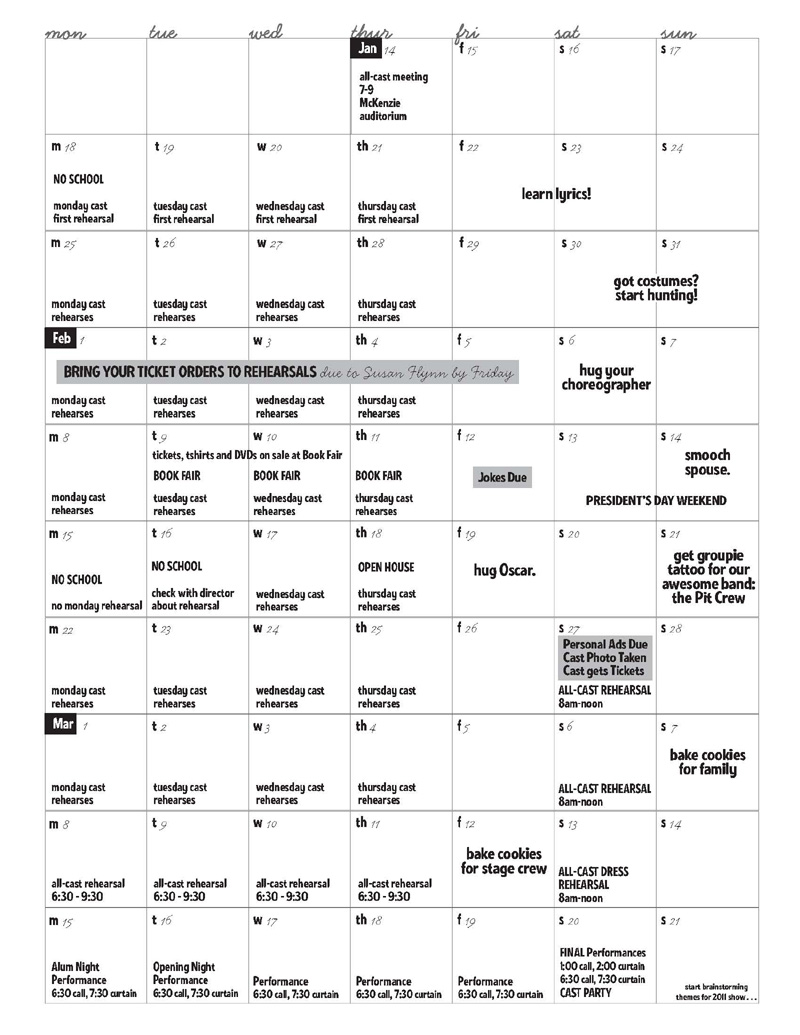 mon tue wed thur fri sat sun
Jan 14 f 15 s 16 s 17
all-cast meeting
7-9
McKenzie
auditorium
m 18 t 19 w 20 th 21 f 22 s 23 s 24
NO SCHOOL
learn lyrics!
monday cast tuesday cast wednesday cast thursday cast
first rehearsal first rehearsal first rehearsal first rehearsal
m 25 t 26 w 27 th 28 f 29 s 30 s 31
got costumes?
start hunting!
monday cast tuesday cast wednesday cast thursday cast
rehearses rehearses rehearses rehearses
Feb 1 t 2 w 3 th 4 f 5 s 6 s 7
BRING YOUR TICKET ORDERS TO REHEARSALS due to Susan Flynn by Friday
hug your
choreographer
monday cast tuesday cast wednesday cast thursday cast
rehearses rehearses rehearses rehearses
m 8 t 9 w 10 th 11 f 12 s 13 s 14
tickets, tshirts and DVDs on sale at Book Fair
smooch
spouse.
BOOK FAIR BOOK FAIR BOOK FAIR Jokes Due
PRESIDENT'S DAY WEEKEND
monday cast tuesday cast wednesday cast thursday cast
rehearses rehearses rehearses rehearses
m 15 t 16 w 17 th 18 f 19 s 20 s 21
NO SCHOOL
no monday rehearsal
NO SCHOOL
check with director
about rehearsal
wednesday cast
rehearses
OPEN HOUSE
thursday cast
rehearses
hug Oscar.
get groupie
tattoo for our
awesome band:
the Pit Crew
m 22 t 23 w 24 th 25 f 26 s 27 s 28
monday cast tuesday cast wednesday cast thursday cast
rehearses rehearses rehearses rehearses
Personal Ads Due
Cast Photo Taken
Cast gets Tickets
ALL-CAST REHEARSAL
8am-noon
Mar 1 t 2 w 3 th 4 f 5 s 6 s 7
monday cast tuesday cast wednesday cast thursday cast
rehearses rehearses rehearses rehearses
ALL-CAST REHEARSAL
8am-noon
bake cookies
for family
m 8 t 9 w 10 th 11 f 12 s 13 s 14
all-cast rehearsal all-cast rehearsal all-cast rehearsal all-cast rehearsal
6:30 - 9:30 6:30 - 9:30 6:30 - 9:30 6:30 - 9:30
bake cookies
for stage crew
ALL-CAST DRESS
REHEARSAL
8am-noon
m 15 t 16 w 17 th 18 f 19 s 20 s 21
Alum Night
Performance
6:30 call, 7:30 curtain
Opening Night
Performance
6:30 call, 7:30 curtain
Performance
6:30 call, 7:30 curtain
Performance
6:30 call, 7:30 curtain
Performance
6:30 call, 7:30 curtain
FINAL Performances
1:00 call, 2:00 curtain
6:30 call, 7:30 curtain
CAST PARTY
start brainstorming
themes for 2011 show . . .